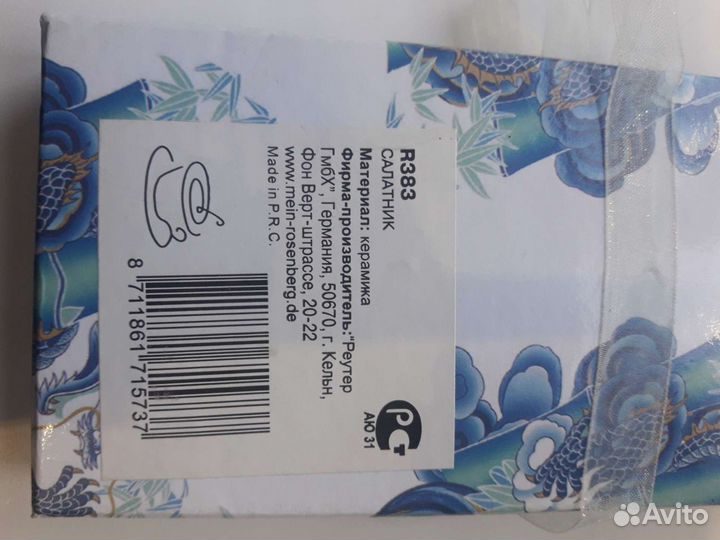 R383
САЛАТНИК
Материал: керамика
Фирма-производитель:"Реутер
ГмбХ", Германия, 50670, г. Кельн,
Фон Верт-штрассе, 20-22
www.mein-rosenberg.de
Made in P.R.C.
РСТ
АЮ 31
8 711861 715737
Avito